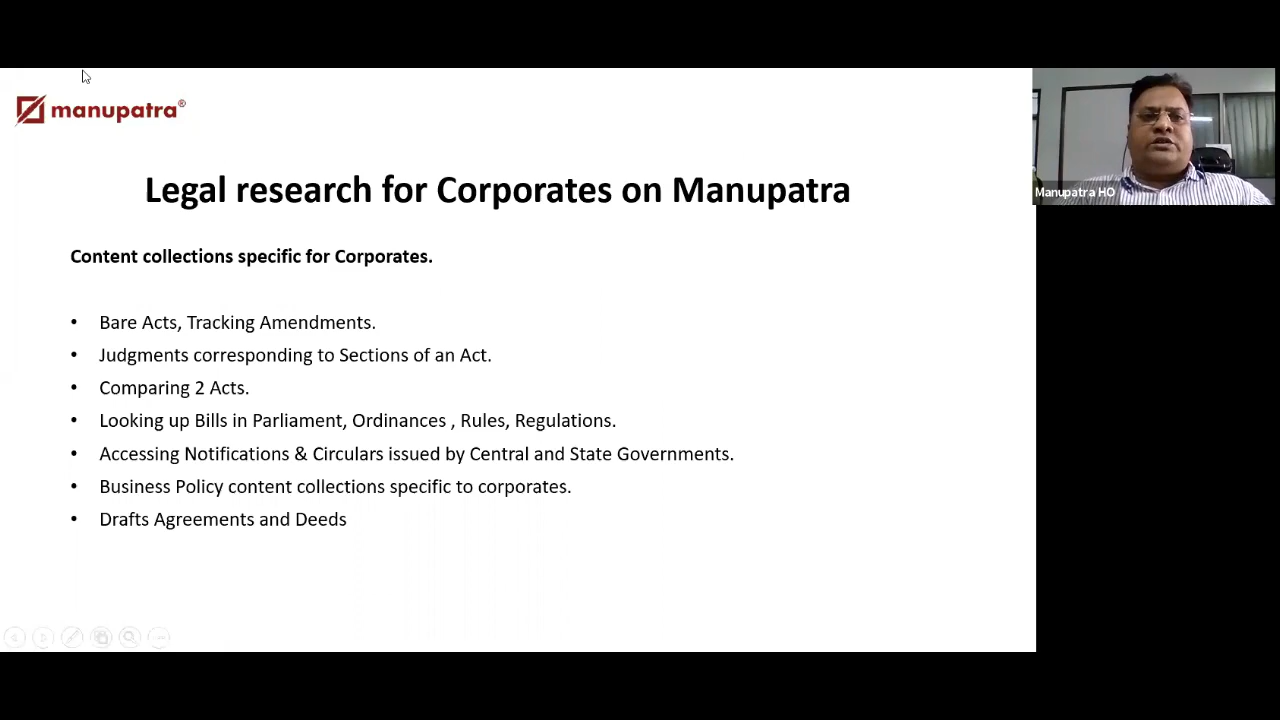 manupatra®
Legal research for Corporates on Manupatra
Content collections specific for Corporates.
• Bare Acts, Tracking Amendments.
• Judgments corresponding to Sections of an Act.
• Comparing 2 Acts.
• Looking up Bills in Parliament, Ordinances , Rules, Regulations.
• Accessing Notifications & Circulars issued by Central and State Governments.
• Business Policy content collections specific to corporates.
• Drafts Agreements and Deeds
Manupatra HO